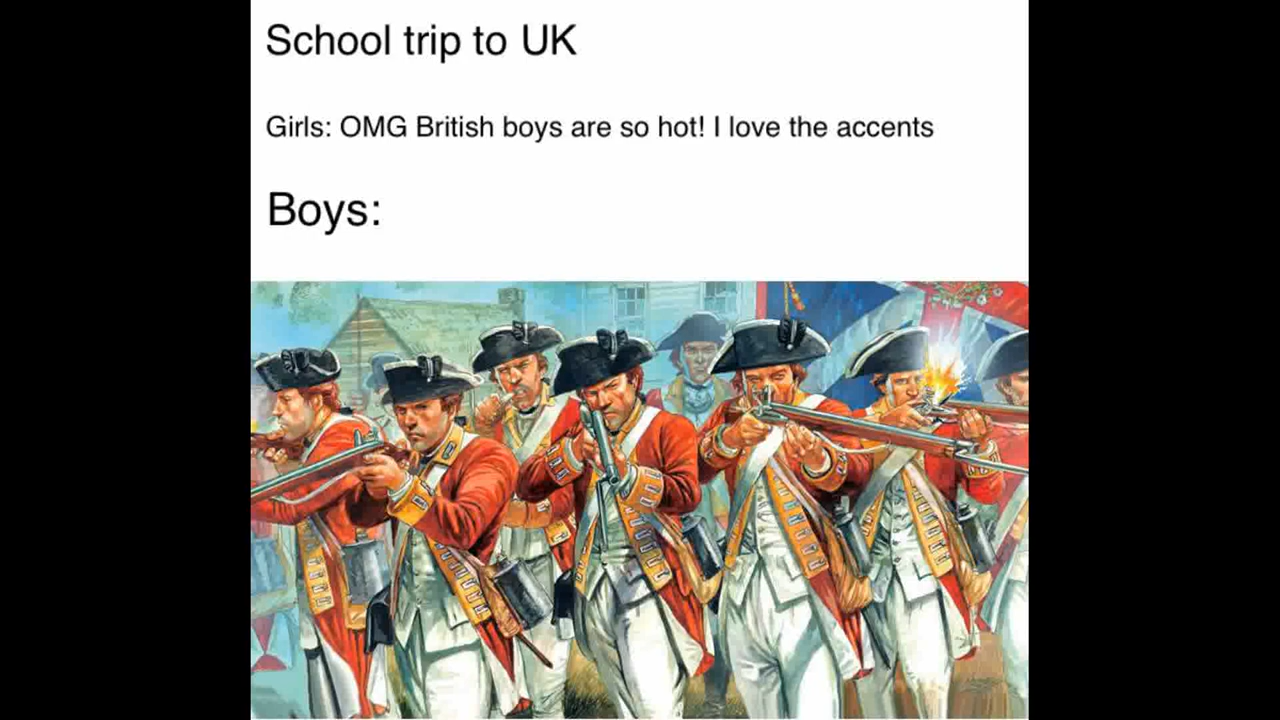 School trip to UK
Girls: OMG British boys are so hot! I love the accents
Boys: